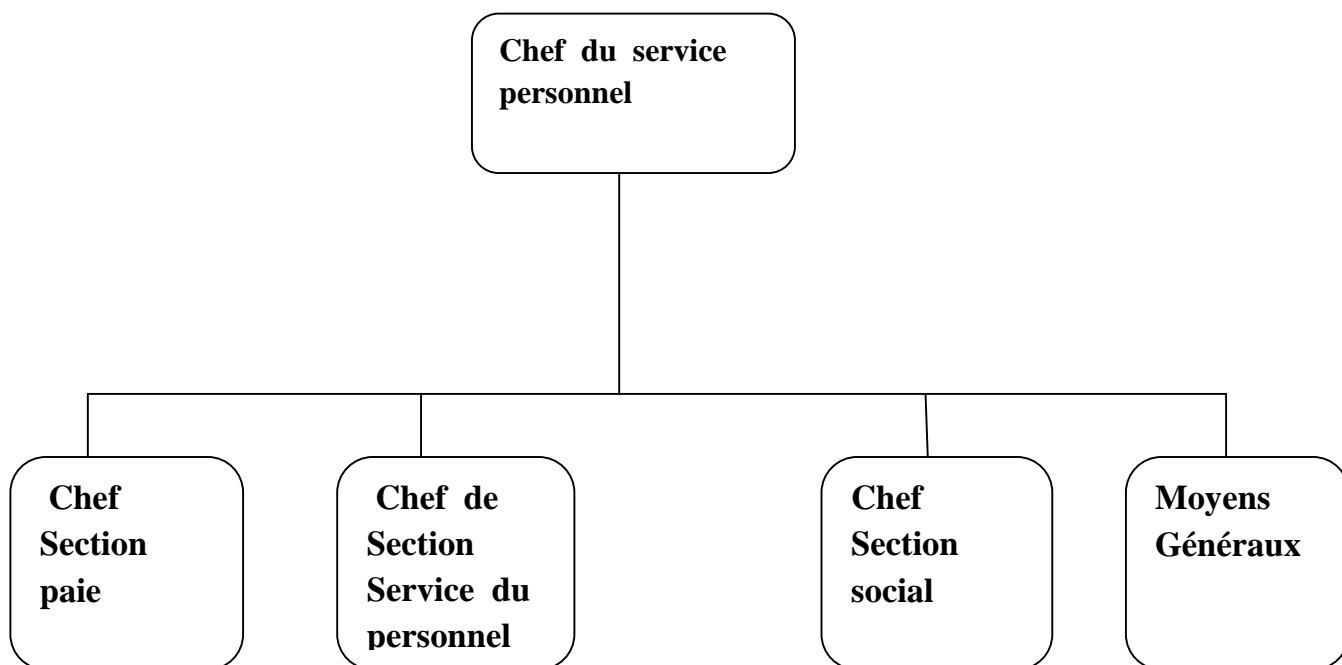 Chef du service
personnel
Chef
Section
paie
Chef de
Section
Service du
personnel
Chef
Section
social
Moyens
Généraux